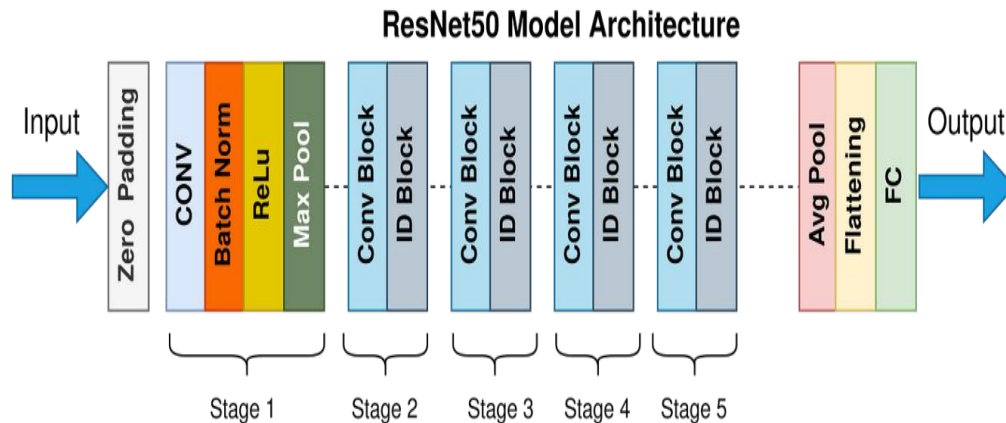 ResNet50 Model Architecture
Input
Zero Padding
CONV
Batch Norm
ReLu
Max Pool
Conv Block
ID Block
Conv Block
ID Block
Conv Block
ID Block
Conv Block
ID Block
Avg Pool
Flattening
FC
Output
Stage 1
Stage 2
Stage 3
Stage 4
Stage 5